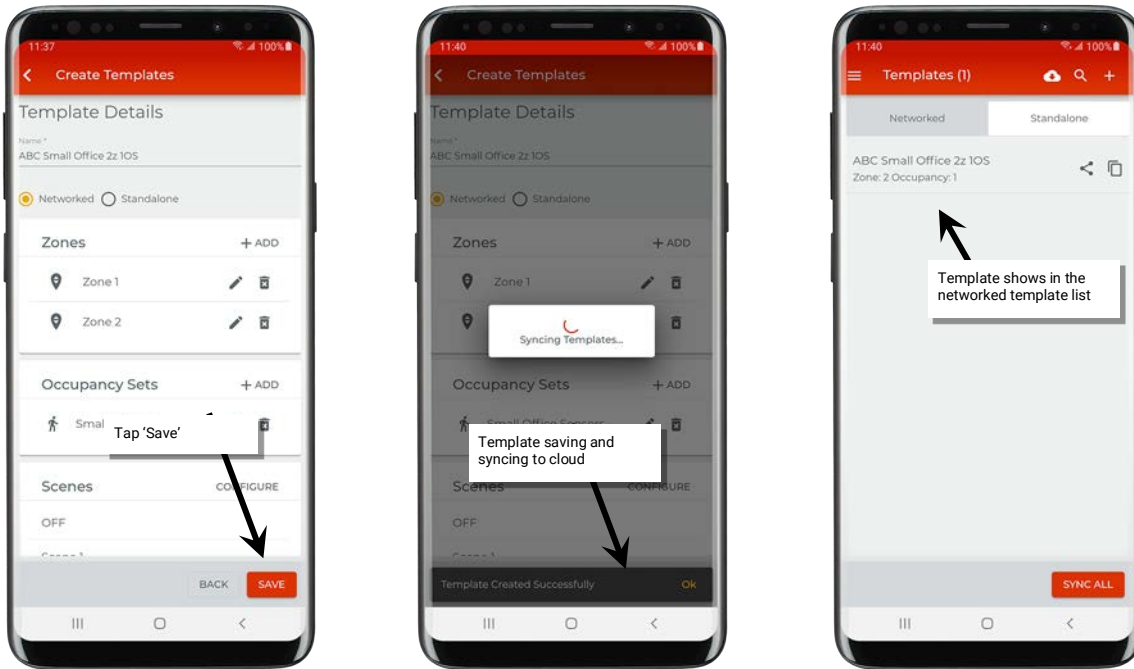 11:37
100%
Create Templates
Template Details
Name *
ABC Small Office 2z 1OS
Networked Standalone
Zones + ADD
Zone 1
Zone 2
Occupancy Sets + ADD
Smal
Tap ‘Save’
Scenes CONFIGURE
OFF
Scene 1
BACK SAVE
11:40
100%
Create Templates
Template Details
Name *
ABC Small Office 2z 1OS
Networked Standalone
Zones + ADD
Zone 1
Syncing Templates...
Occupancy Sets + ADD
Small Office Sensors
Template saving and
syncing to cloud
Scenes CONFIGURE
OFF
Scene 1
Template Created Successfully Ok
11:40
100%
Templates (1)
Networked Standalone
ABC Small Office 2z 1OS
Zone: 2 Occupancy: 1
Template shows in the
networked template list
SYNC ALL